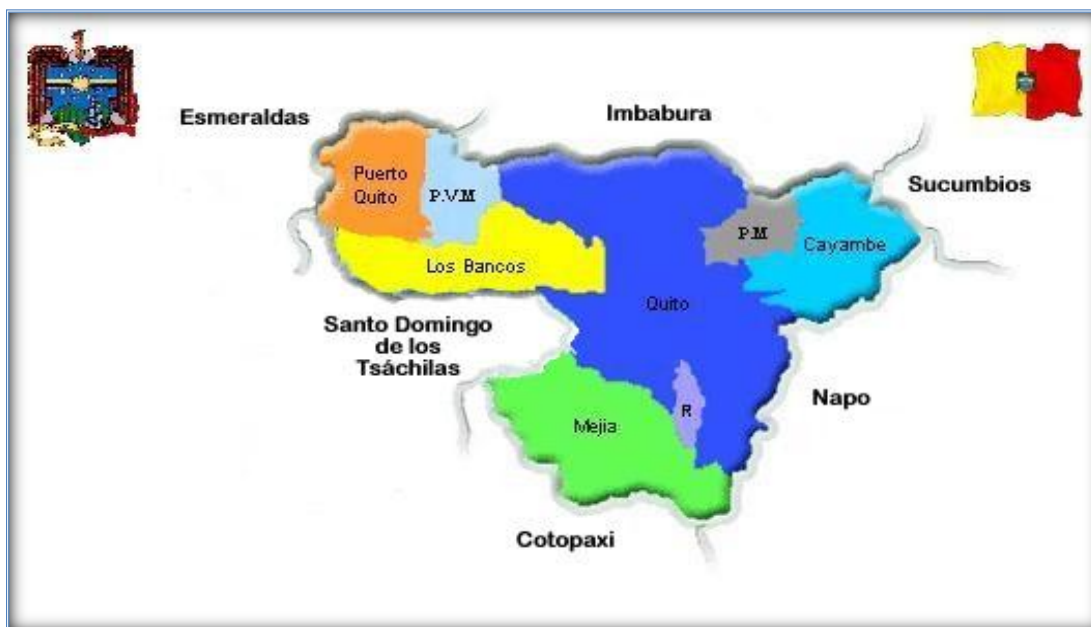 Esmeraldas
Imbabura
Sucumbios
Puerto
Quito
P.V.M
P.M
Cayambe
Los Bancos
Quito
Santo Domingo
de los
Tsáchilas
Napo
Mejia
R
Cotopaxi